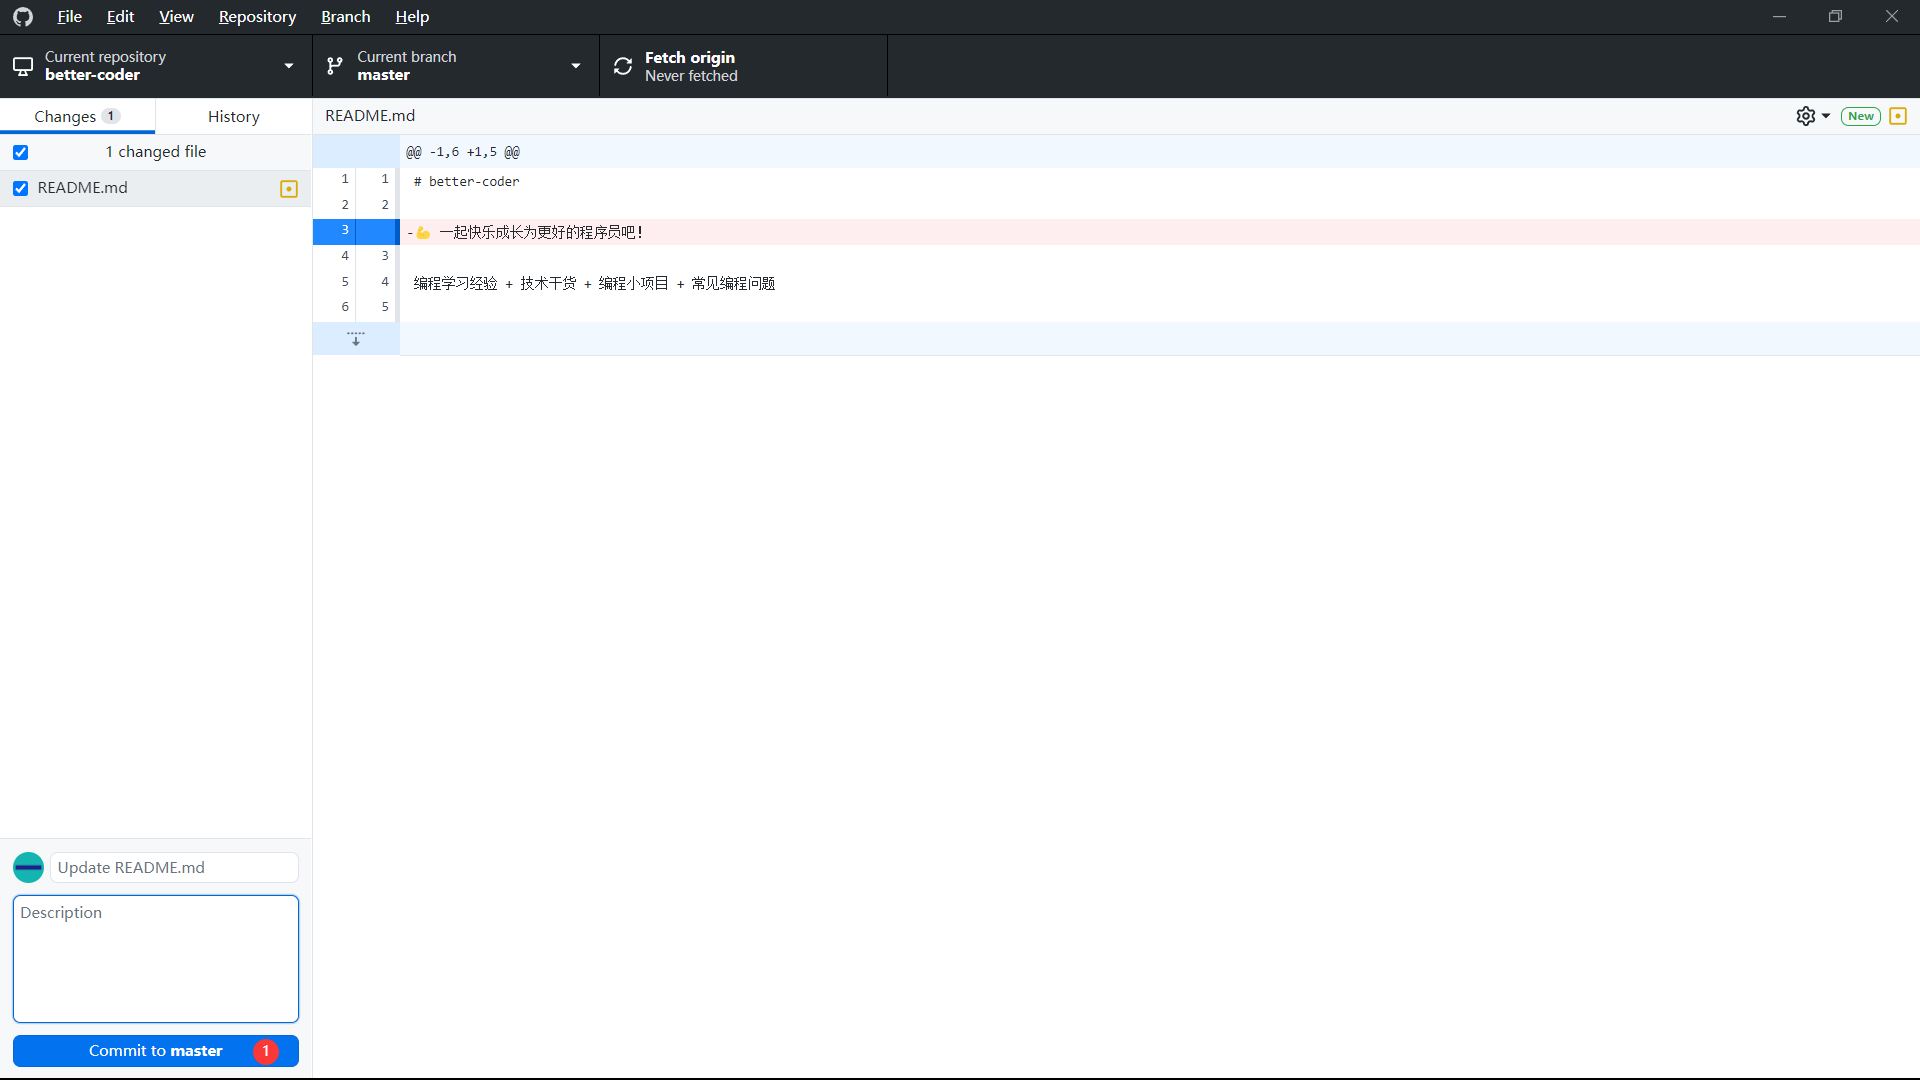 File Edit View Repository Branch Help
Current repository
better-coder
Current branch
master
Fetch origin
Never fetched
Changes 1
History
README.md
New
1 changed file
README.md
@@ -1,6 +1,5 @@
1 1 # better-coder
2 2
3 -💪 一起快乐成长为更好的程序员吧!
4 3
5 4 编程学习经验 + 技术干货 + 编程小项目 + 常见编程问题
6 5
Update README.md
Description
Commit to master 1